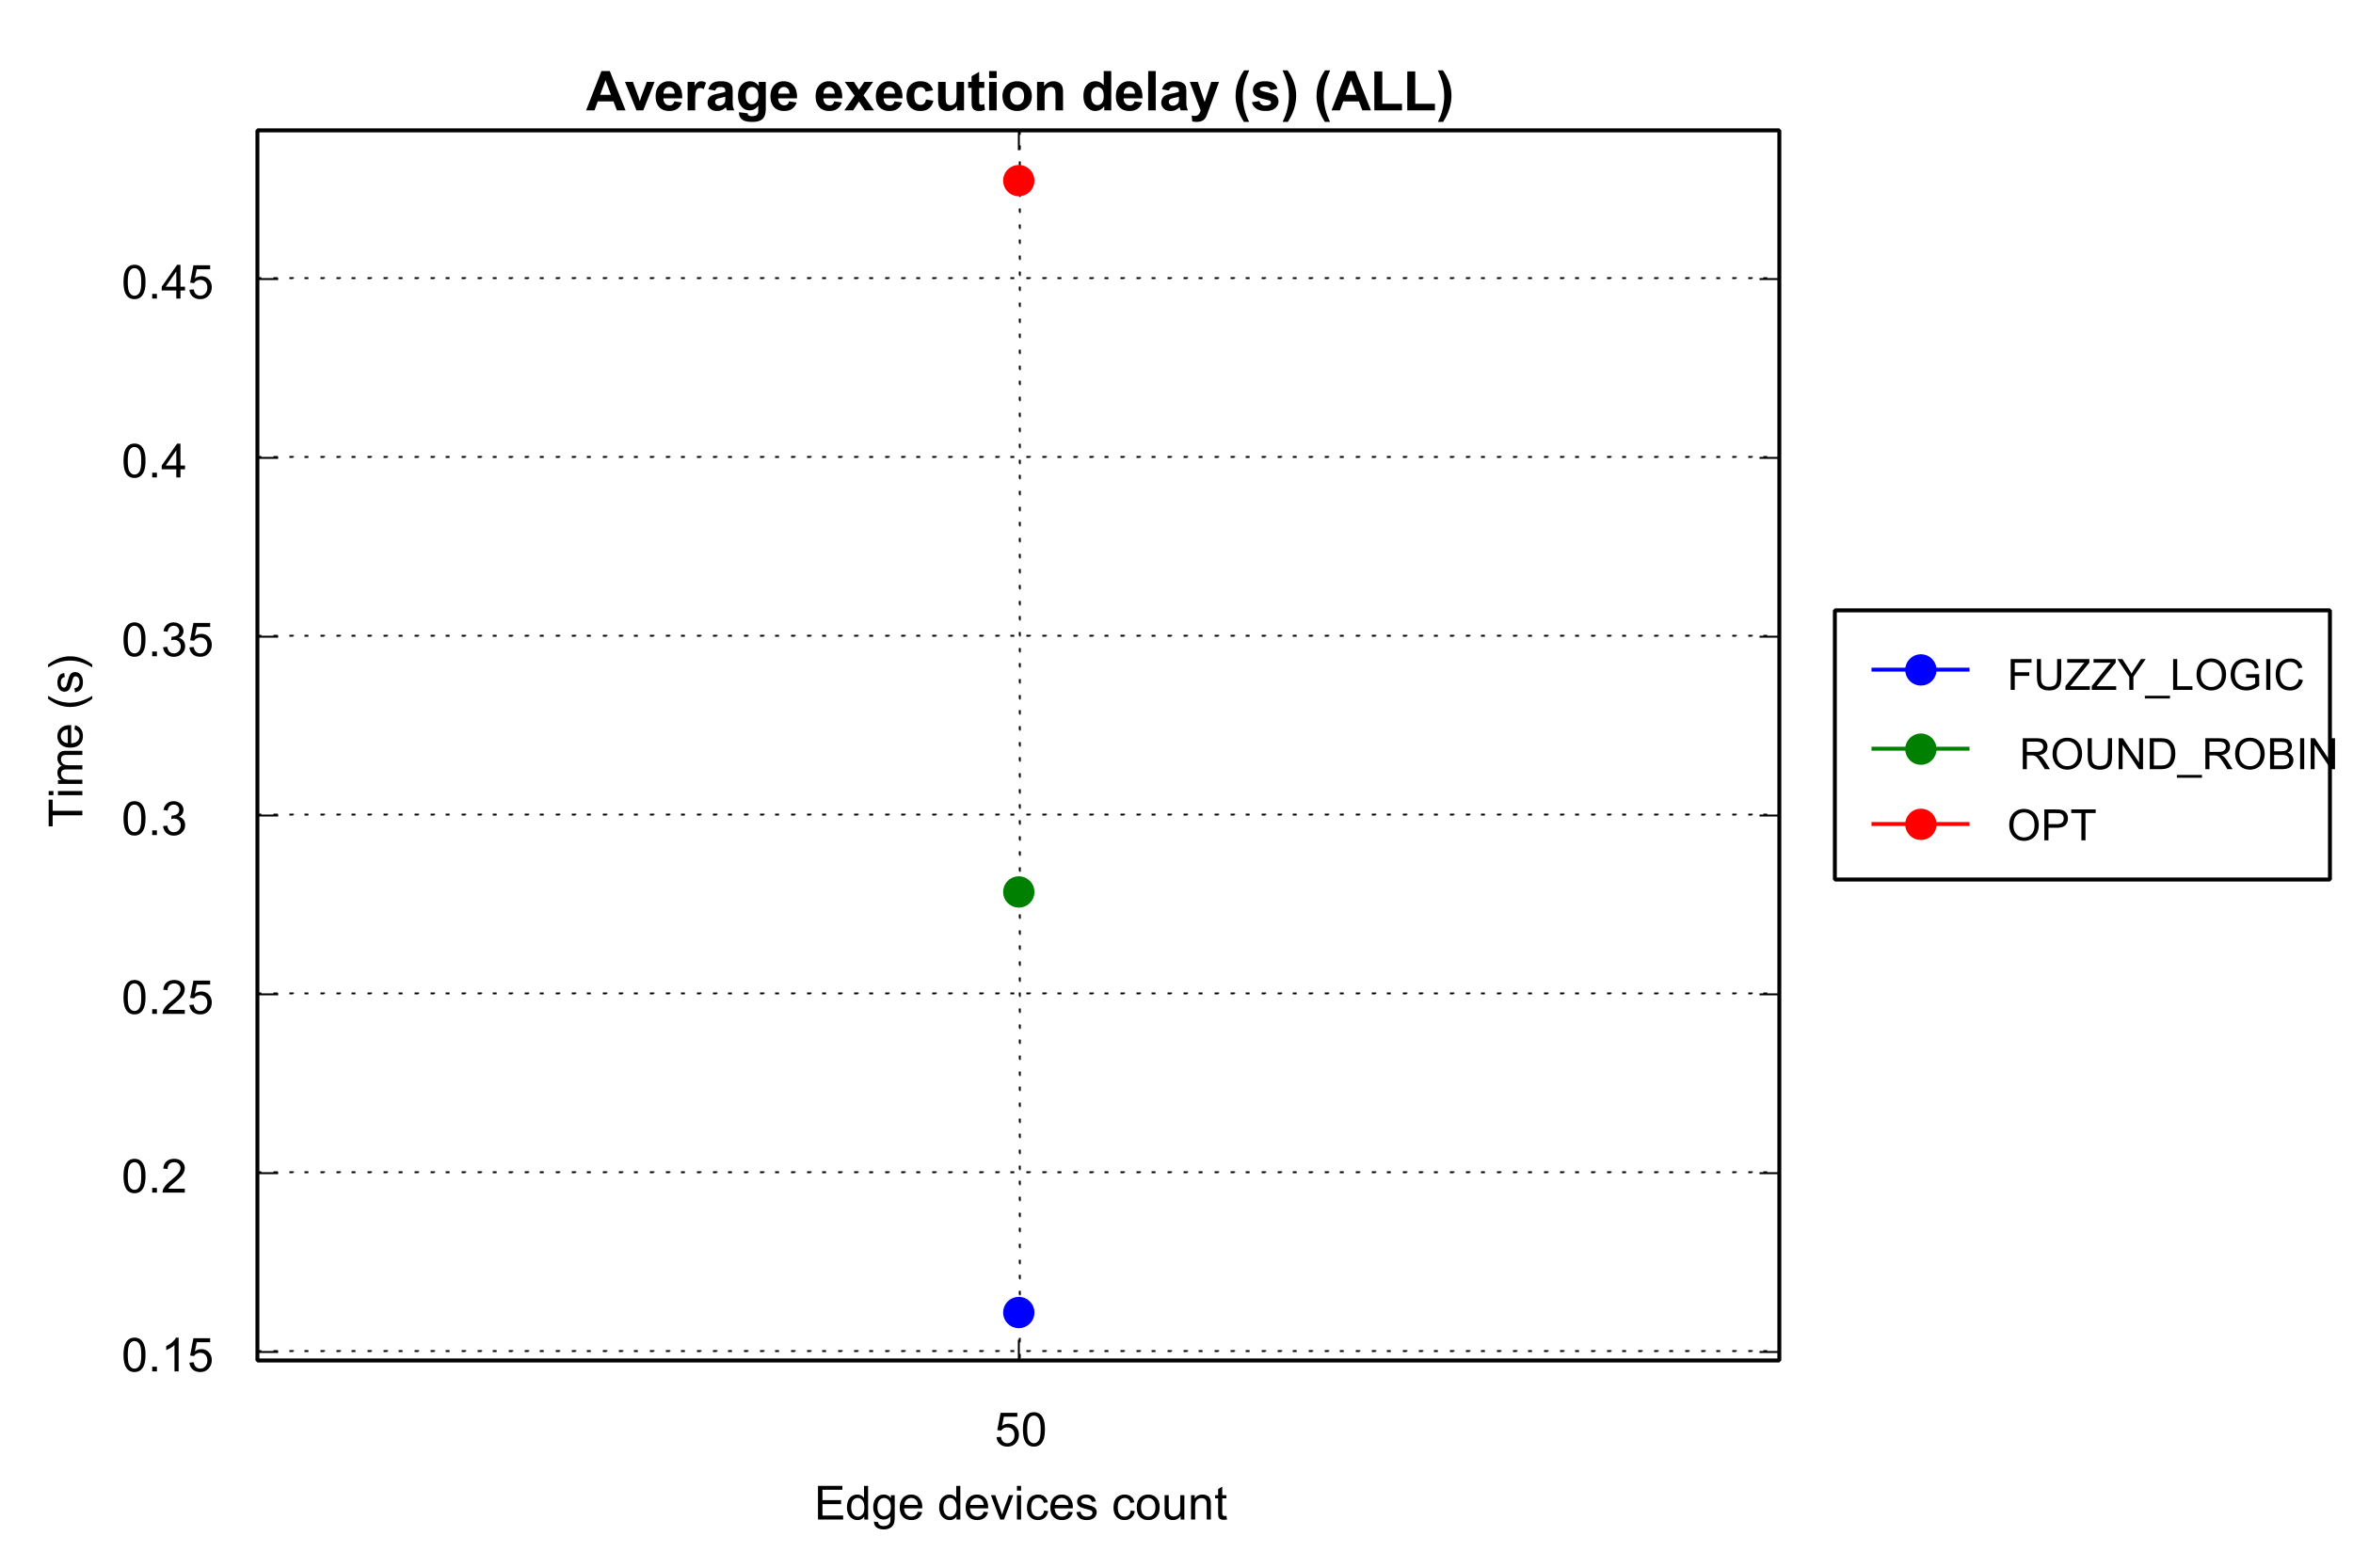 Average execution delay (s) (ALL)
0.45
0.4
0.35
0.3
0.25
0.2
0.15
Time (s)
50
Edge devices count
FUZZY_LOGIC
ROUND_ROBIN
OPT